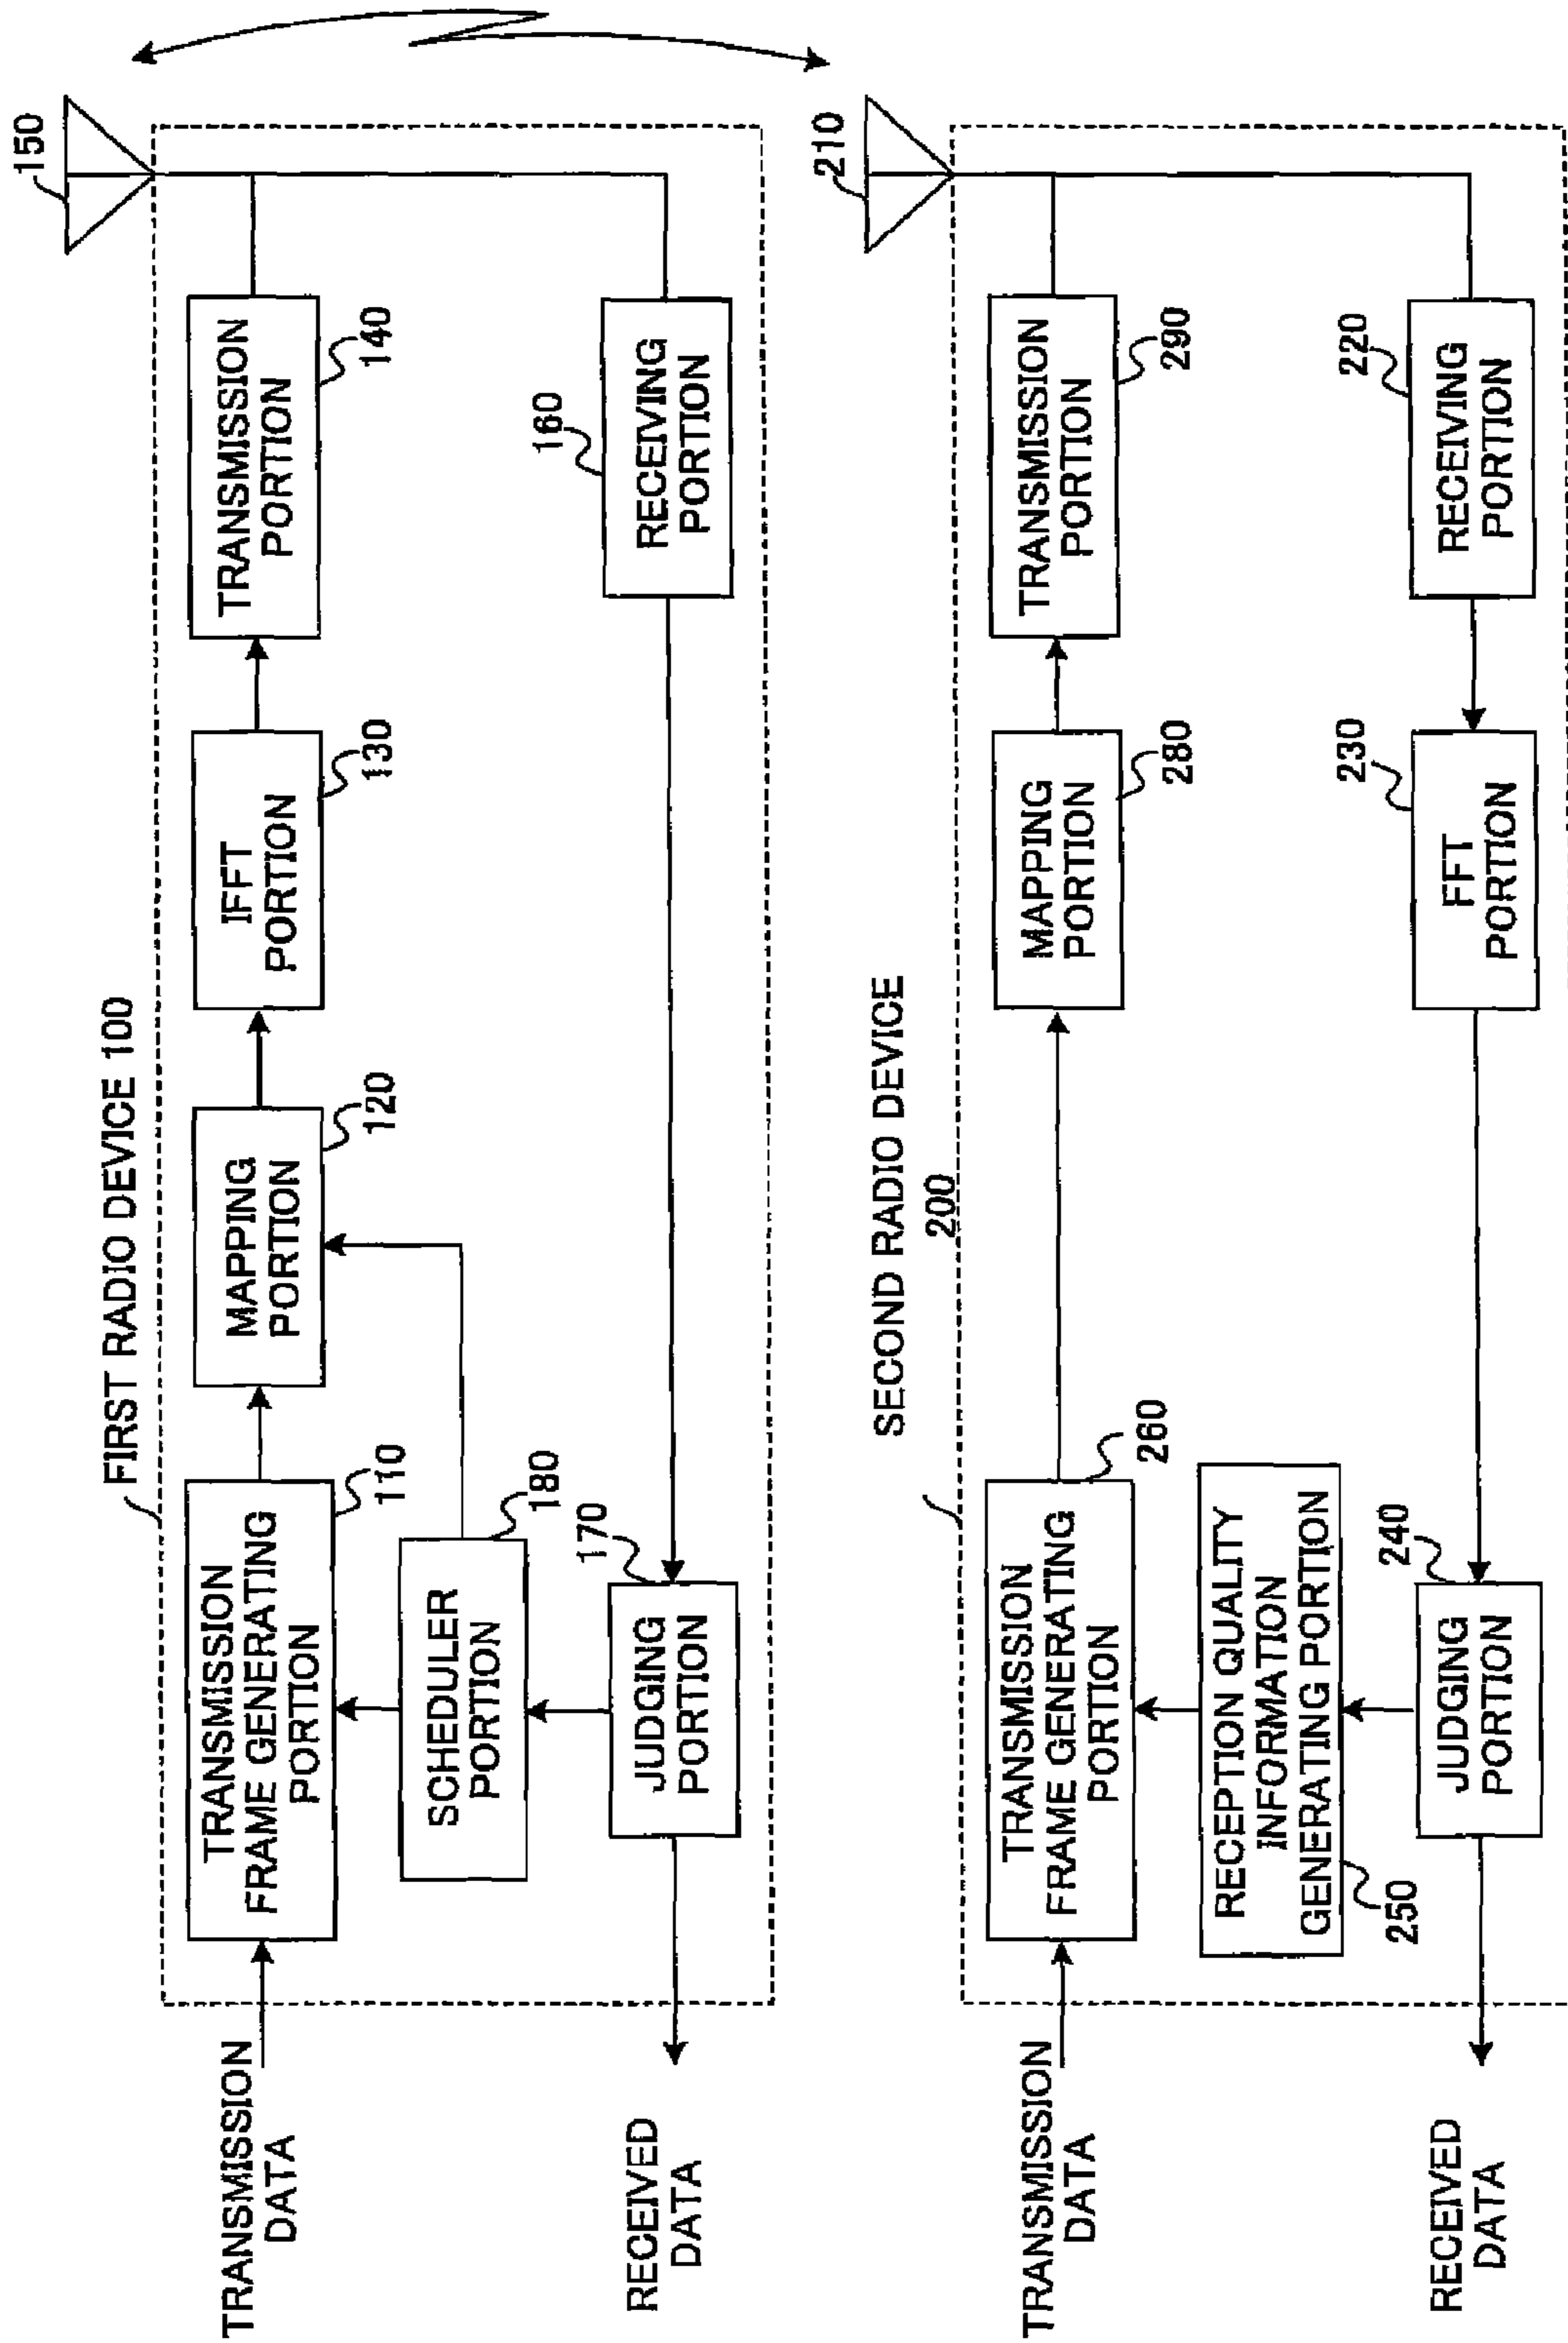 FIRST RADIO DEVICE 100
150
TRANSMISSION
DATA
TRANSMISSION
FRAME GENERATING
PORTION
110
MAPPING
PORTION
120
IFFT
PORTION
130
TRANSMISSION
PORTION
140
SCHEDULER
PORTION
180
RECEIVED
DATA
JUDGING
PORTION
170
RECEIVING
PORTION
160
SECOND RADIO DEVICE
200
210
TRANSMISSION
DATA
TRANSMISSION
FRAME GENERATING
PORTION
260
MAPPING
PORTION
280
TRANSMISSION
PORTION
290
RECEPTION QUALITY
INFORMATION
GENERATING PORTION
250
RECEIVED
DATA
JUDGING
PORTION
240
FFT
PORTION
230
RECEIVING
PORTION
220